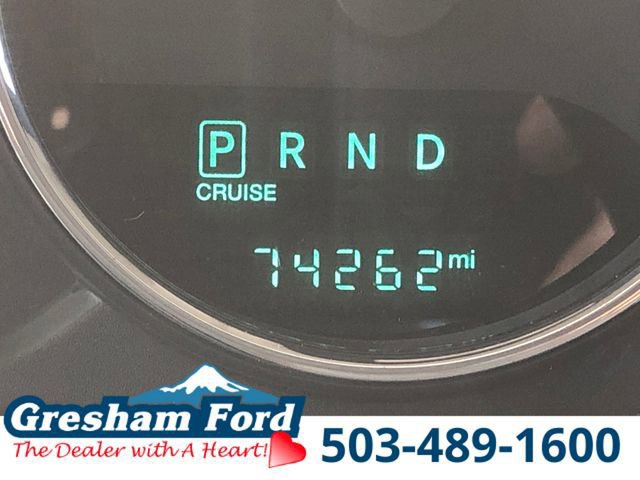 P R N D
CRUISE
74262 mi
Gresham Ford
The Dealer with A Heart!
503-489-1600